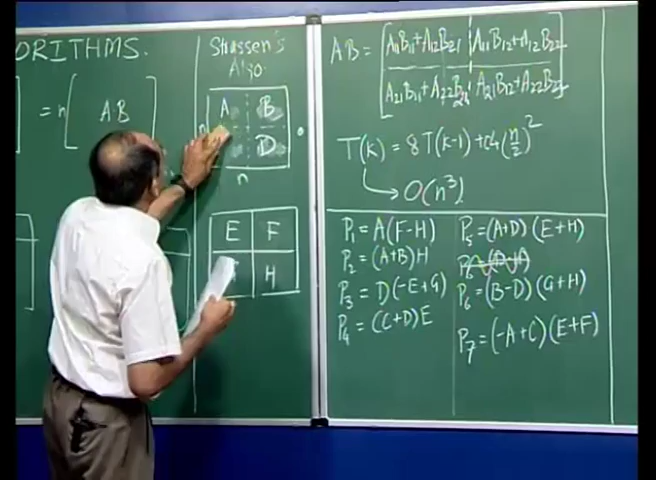 ORITHMS.
= n [ AB ]
Strassen's
Algo.
A B
D
n
E F
H
AB = [ A₁₁B₁₁+A₁₂B₂₁ A₁₁B₁₂+A₁₂B₂₂
A₂₁B₁₁+A₂₂B₂₁ A₂₁B₁₂+A₂₂B₂₂ ]
T(k) = 8T(k-1) + C4(n/2)²
O(n³)
P₁ = A(F-H)
P₂ = (A+B)H
P₃ = D(-E+G)
P₄ = (C+D)E
P₅ = (A+D)(E+H)
P₆ = (B-D)(G+H)
P₇ = (-A+C)(E+F)